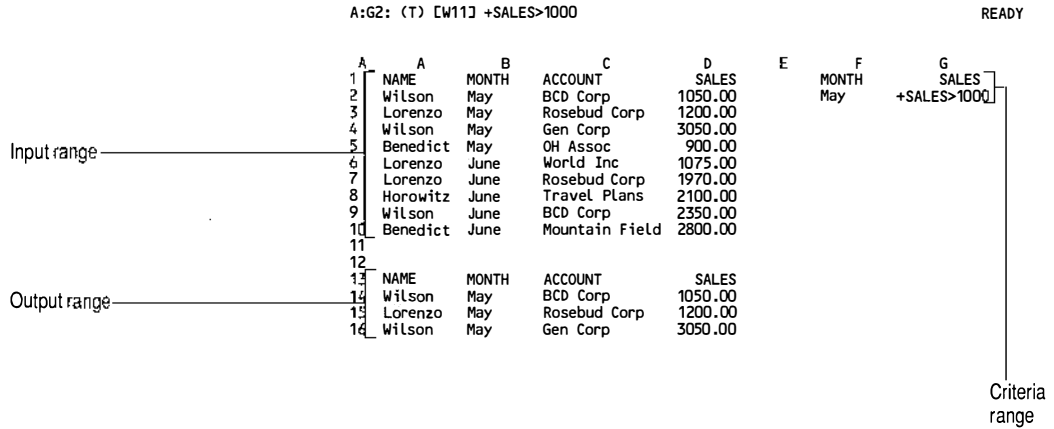 A:G2: (T) [W11] +SALES>1000 READY
A A B C D E F G
1 NAME MONTH ACCOUNT SALES MONTH SALES
2 Wilson May BCD Corp 1050.00 May +SALES>1000
3 Lorenzo May Rosebud Corp 1200.00
4 Wilson May Gen Corp 3050.00
Input range
5 Benedict May OH Assoc 900.00
6 Lorenzo June World Inc 1075.00
7 Lorenzo June Rosebud Corp 1970.00
8 Horowitz June Travel Plans 2100.00
9 Wilson June BCD Corp 2350.00
10 Benedict June Mountain Field 2800.00
11
12
13 NAME MONTH ACCOUNT SALES
Output range
14 Wilson May BCD Corp 1050.00
15 Lorenzo May Rosebud Corp 1200.00
16 Wilson May Gen Corp 3050.00
Criteria
range